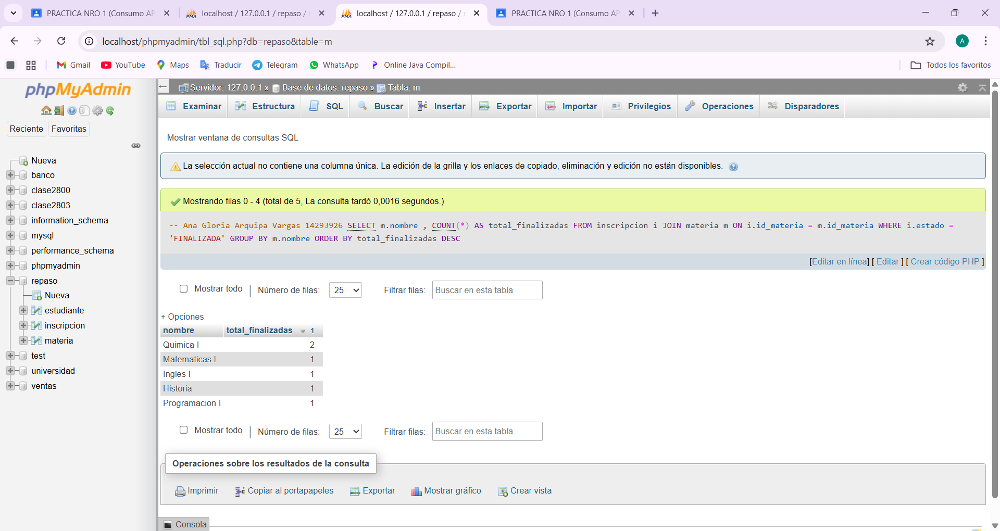 PRACTICA NRO 1 (Consumo AP
localhost / 127.0.0.1 / repaso /
localhost / 127.0.0.1 / repaso /
PRACTICA NRO 1 (Consumo AP
localhost/phpmyadmin/tbl_sql.php?db=repaso&table=m
A
Gmail
YouTube
Maps
Traducir
Telegram
WhatsApp
Online Java Compil...
Todos los favoritos
phpMyAdmin
Reciente
Favoritas
Nueva
banco
clase2800
clase2803
information_schema
mysql
performance_schema
phpmyadmin
repaso
Nueva
estudiante
inscripcion
materia
test
universidad
ventas
Servidor: 127.0.0.1 » Base de datos: repaso » Tabla: m
Examinar
Estructura
SQL
Buscar
Insertar
Exportar
Importar
Privilegios
Operaciones
Disparadores
Mostrar ventana de consultas SQL
La selección actual no contiene una columna única. La edición de la grilla y los enlaces de copiado, eliminación y edición no están disponibles.
Mostrando filas 0 - 4 (total de 5, La consulta tardó 0,0016 segundos.)
-- Ana Gloria Arquipa Vargas 14293926 SELECT m.nombre , COUNT(*) AS total_finalizadas FROM inscripcion i JOIN materia m ON i.id_materia = m.id_materia WHERE i.estado =
'FINALIZADA' GROUP BY m.nombre ORDER BY total_finalizadas DESC
[Editar en línea] [ Editar ] [ Crear código PHP ]
Mostrar todo | Número de filas: 25 Filtrar filas: Buscar en esta tabla
+ Opciones
nombre total_finalizadas 1
Quimica I 2
Matematicas I 1
Ingles I 1
Historia 1
Programacion I 1
Mostrar todo | Número de filas: 25 Filtrar filas: Buscar en esta tabla
Operaciones sobre los resultados de la consulta
Imprimir
Copiar al portapapeles
Exportar
Mostrar gráfico
Crear vista
Consola